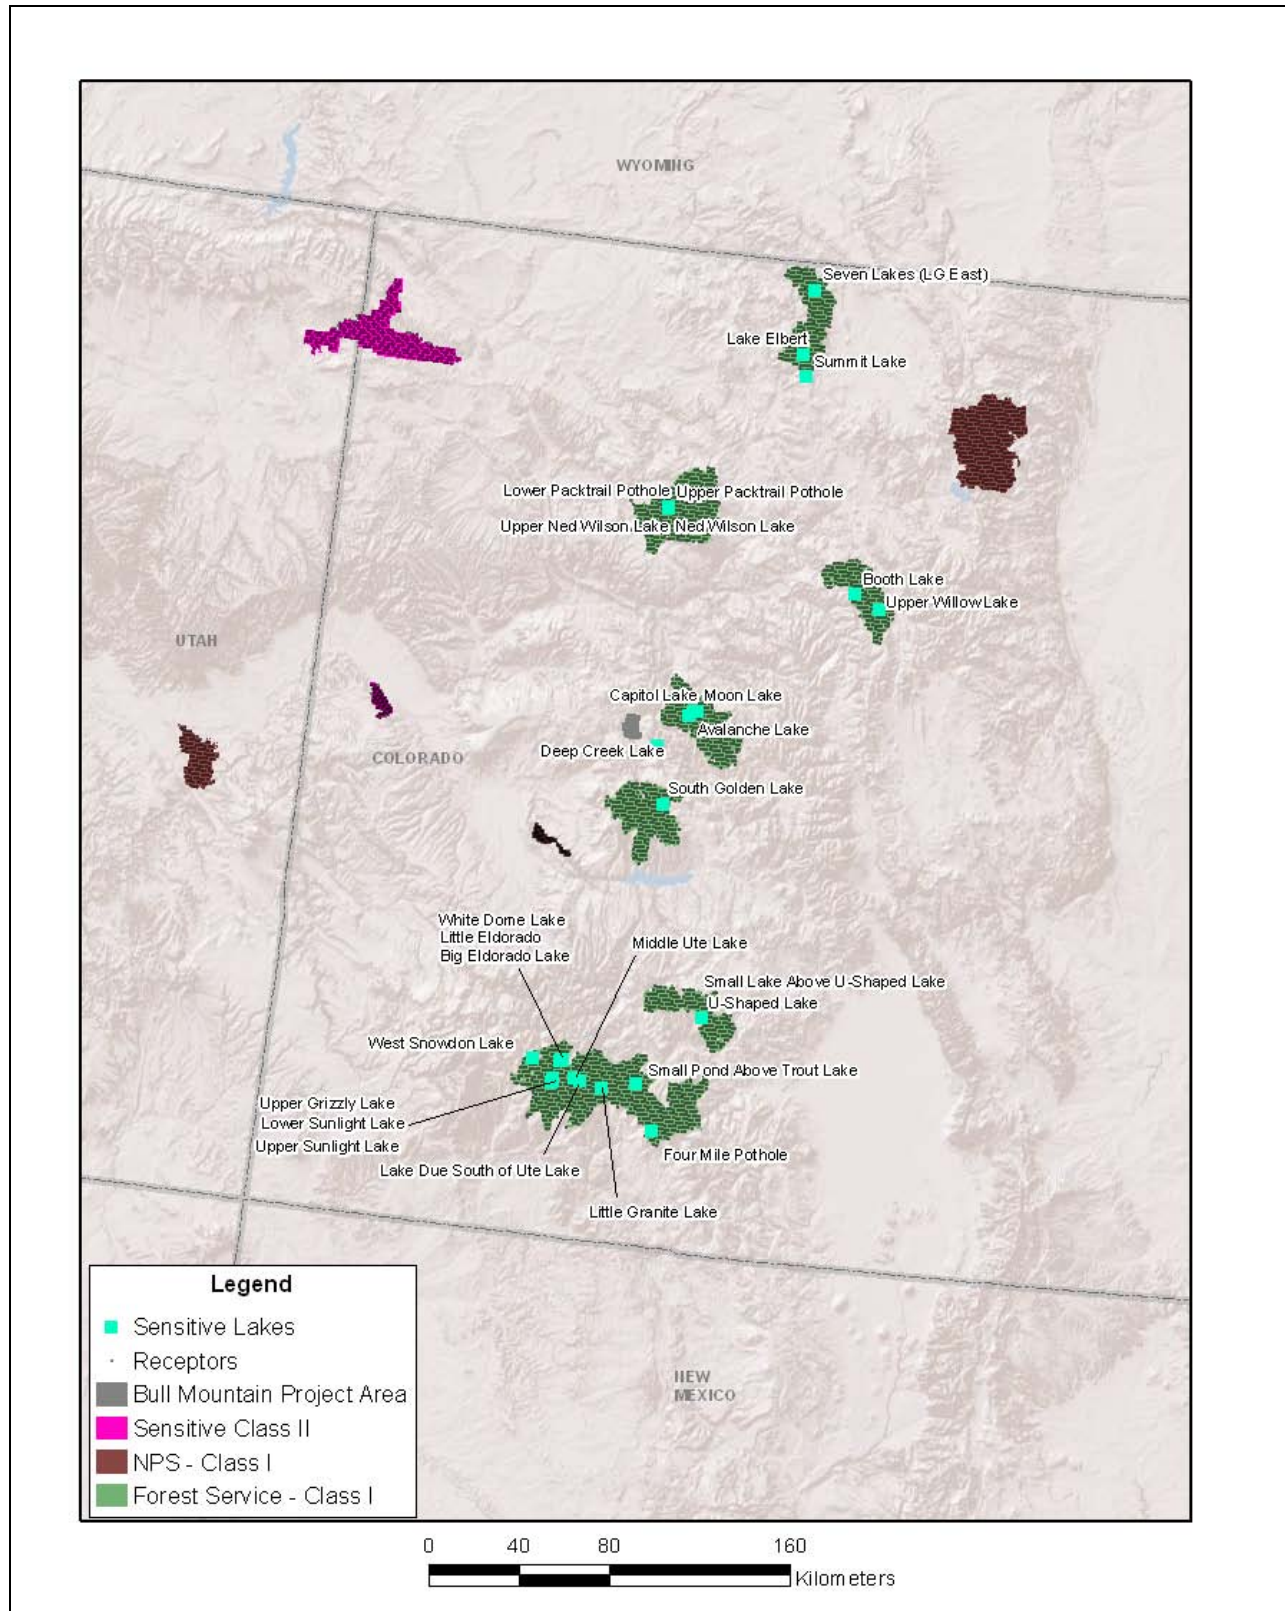 WYOMING
Seven Lakes (LG East)
Lake Elbert
Summit Lake
Lower Packtrail Pothole Upper Packtrail Pothole
Upper Ned Wilson Lake Ned Wilson Lake
Booth Lake
Upper Willow Lake
UTAH
Capitol Lake Moon Lake
Avalanche Lake
Deep Creek Lake
COLORADO
South Golden Lake
White Dome Lake
Little Eldorado
Big Eldorado Lake
Middle Ute Lake
Small Lake Above U-Shaped Lake
U-Shaped Lake
West Snowdon Lake
Small Pond Above Trout Lake
Upper Grizzly Lake
Lower Sunlight Lake
Upper Sunlight Lake
Four Mile Pothole
Lake Due South of Ute Lake
Little Granite Lake
NEW
MEXICO
Legend
Sensitive Lakes
Receptors
Bull Mountain Project Area
Sensitive Class II
NPS - Class I
Forest Service - Class I
0 40 80 160
Kilometers